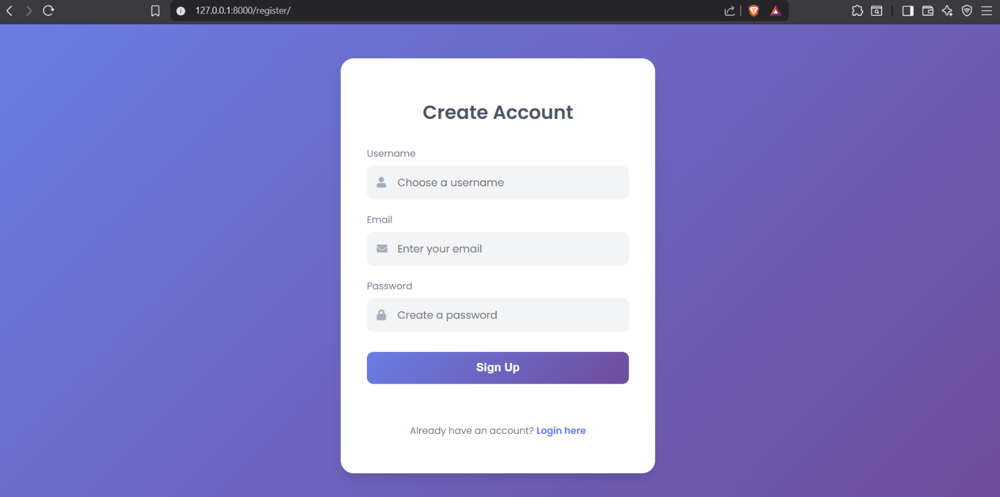 127.0.0.1:8000/register/
Create Account
Username
Choose a username
Email
Enter your email
Password
Create a password
Sign Up
Already have an account? Login here